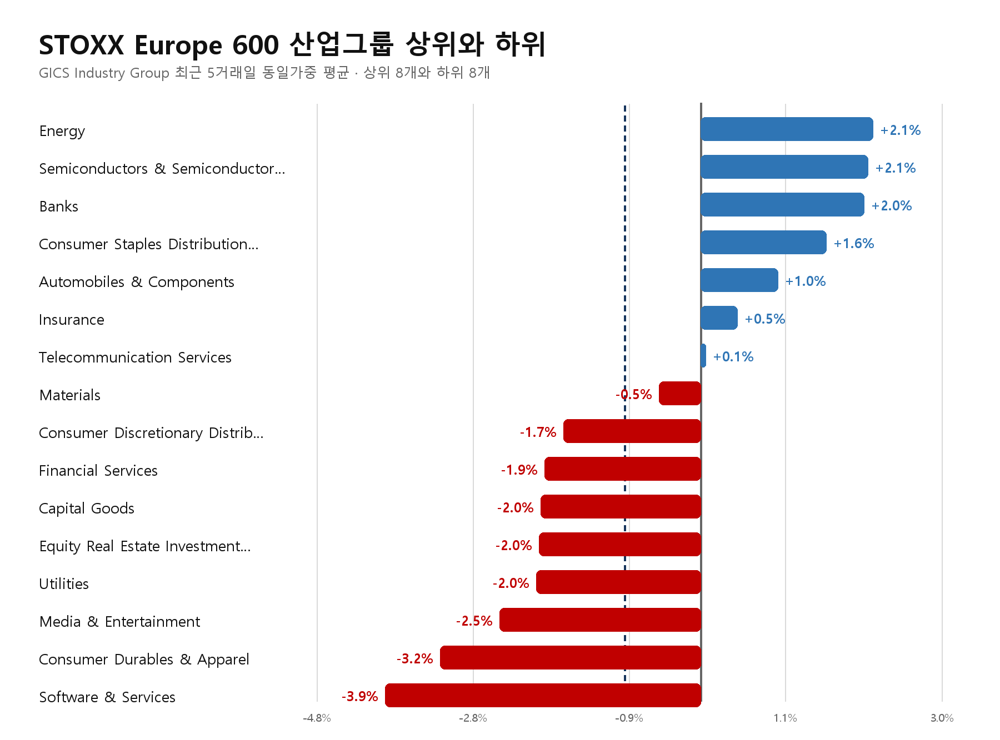 STOXX Europe 600 산업그룹 상위와 하위
GICS Industry Group 최근 5거래일 동일가중 평균 · 상위 8개와 하위 8개
Energy +2.1%
Semiconductors & Semiconductor... +2.1%
Banks +2.0%
Consumer Staples Distribution... +1.6%
Automobiles & Components +1.0%
Insurance +0.5%
Telecommunication Services +0.1%
Materials -0.5%
Consumer Discretionary Distrib... -1.7%
Financial Services -1.9%
Capital Goods -2.0%
Equity Real Estate Investment... -2.0%
Utilities -2.0%
Media & Entertainment -2.5%
Consumer Durables & Apparel -3.2%
Software & Services -3.9%
-4.8% -2.8% -0.9% 1.1% 3.0%